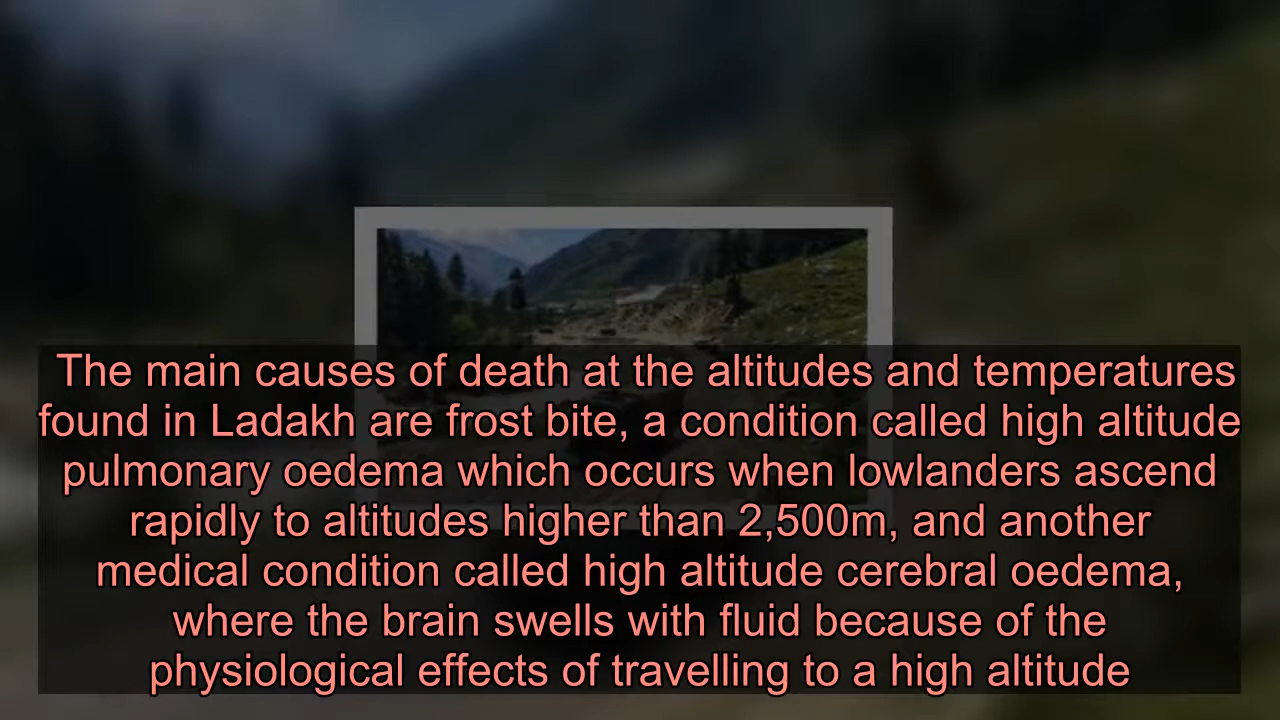 The main causes of death at the altitudes and temperatures
found in Ladakh are frost bite, a condition called high altitude
pulmonary oedema which occurs when lowlanders ascend
rapidly to altitudes higher than 2,500m, and another
medical condition called high altitude cerebral oedema,
where the brain swells with fluid because of the
physiological effects of travelling to a high altitude